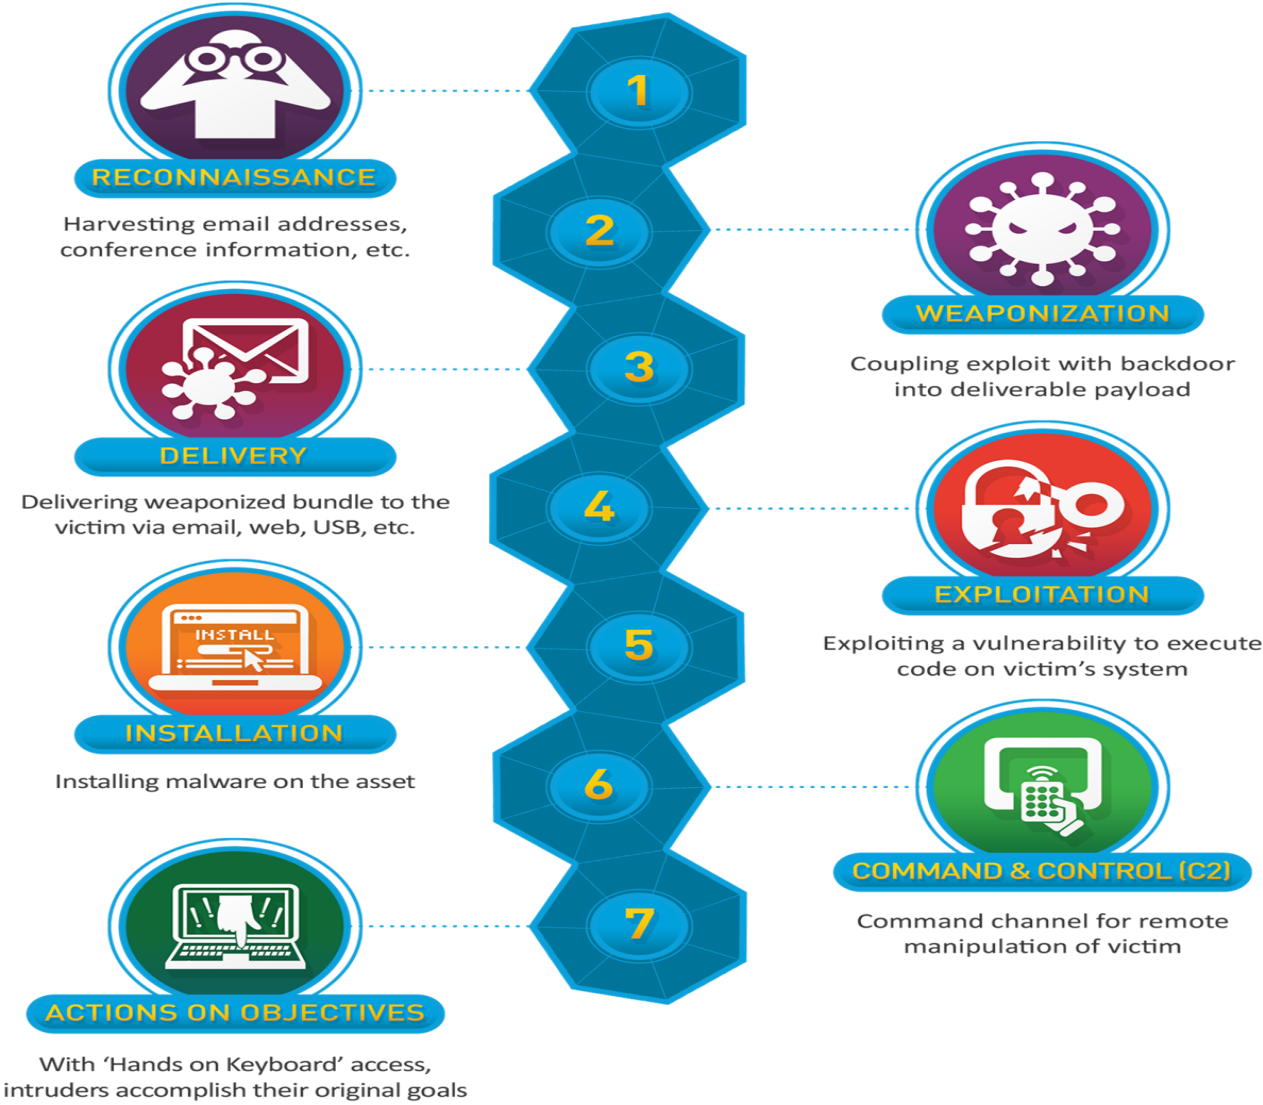 1
RECONNAISSANCE
Harvesting email addresses,
conference information, etc.
2
WEAPONIZATION
Coupling exploit with backdoor
into deliverable payload
3
DELIVERY
Delivering weaponized bundle to the
victim via email, web, USB, etc.
4
EXPLOITATION
Exploiting a vulnerability to execute
code on victim’s system
5
INSTALL
INSTALLATION
Installing malware on the asset
6
COMMAND & CONTROL (C2)
Command channel for remote
manipulation of victim
7
! ! ! !
ACTIONS ON OBJECTIVES
With ‘Hands on Keyboard’ access,
intruders accomplish their original goals